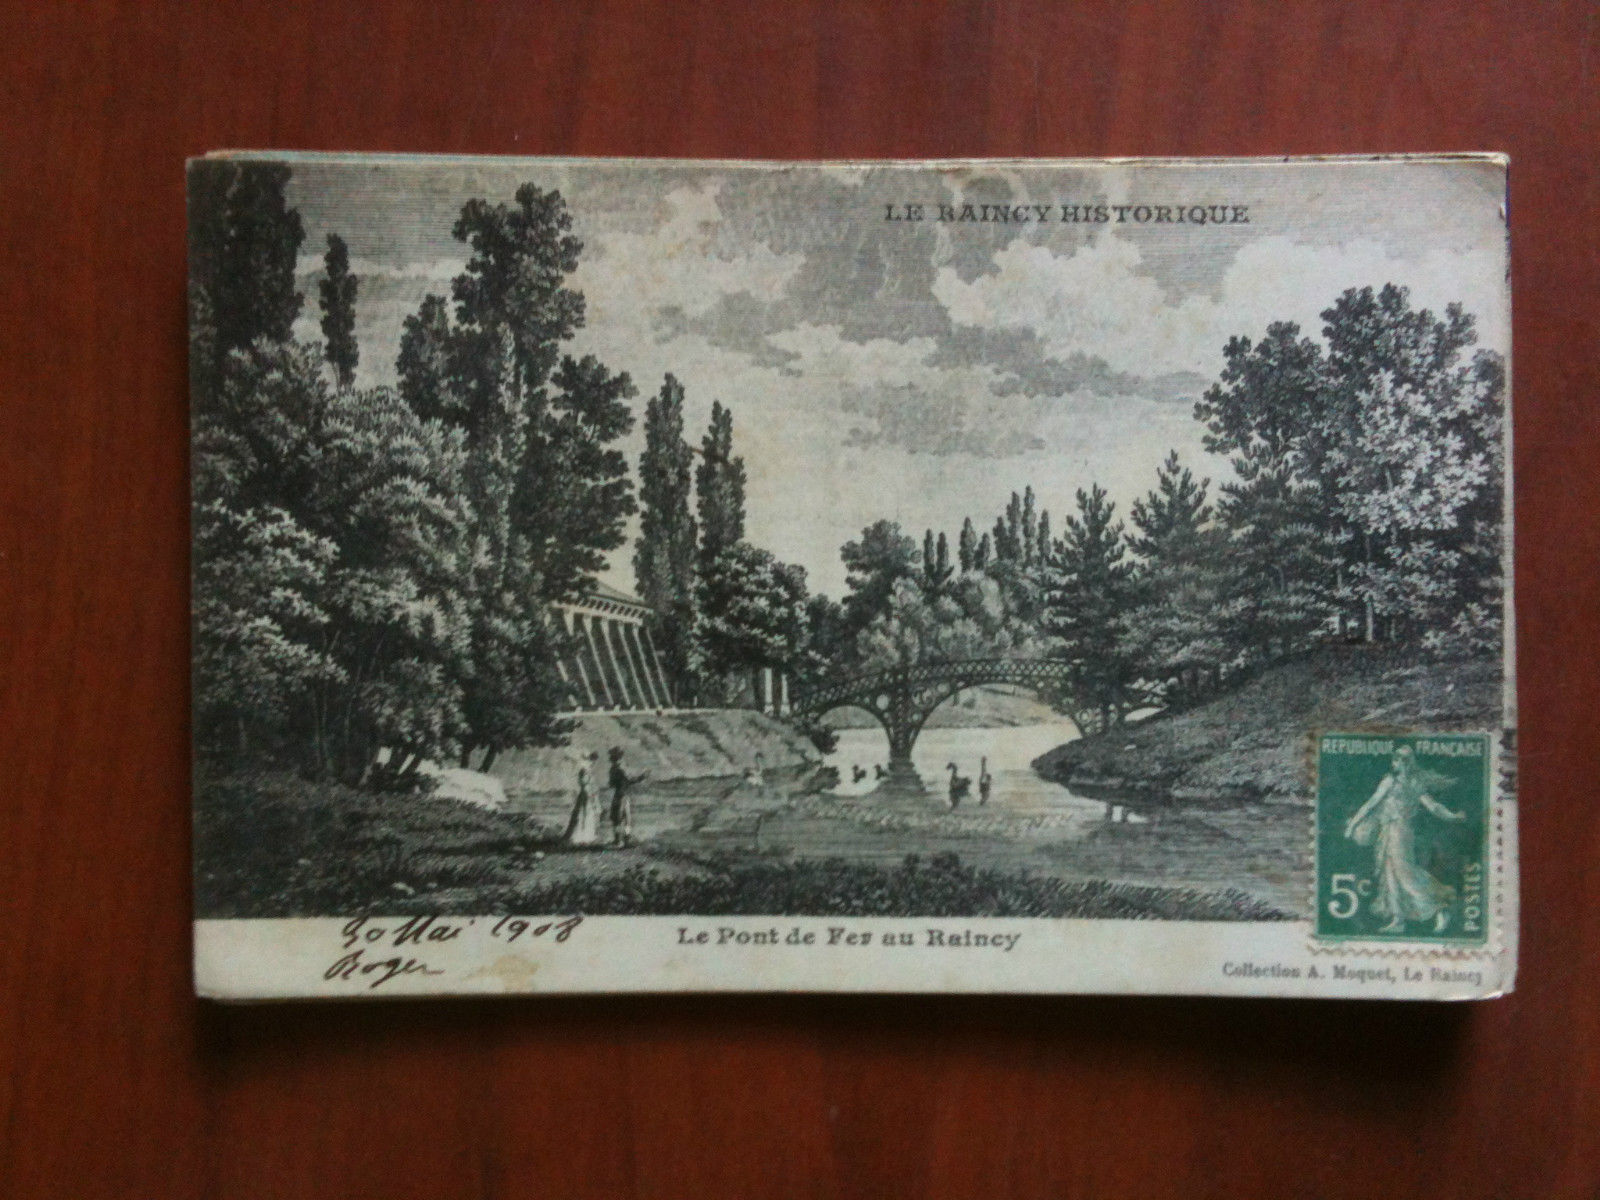 LE RAINCY HISTORIQUE
REPUBLIQUE FRANÇAISE
5c
POSTES
30 Mai 1908
Roger
Le Pont de Fer au Raincy
Collection A. Moquet, Le Raincy